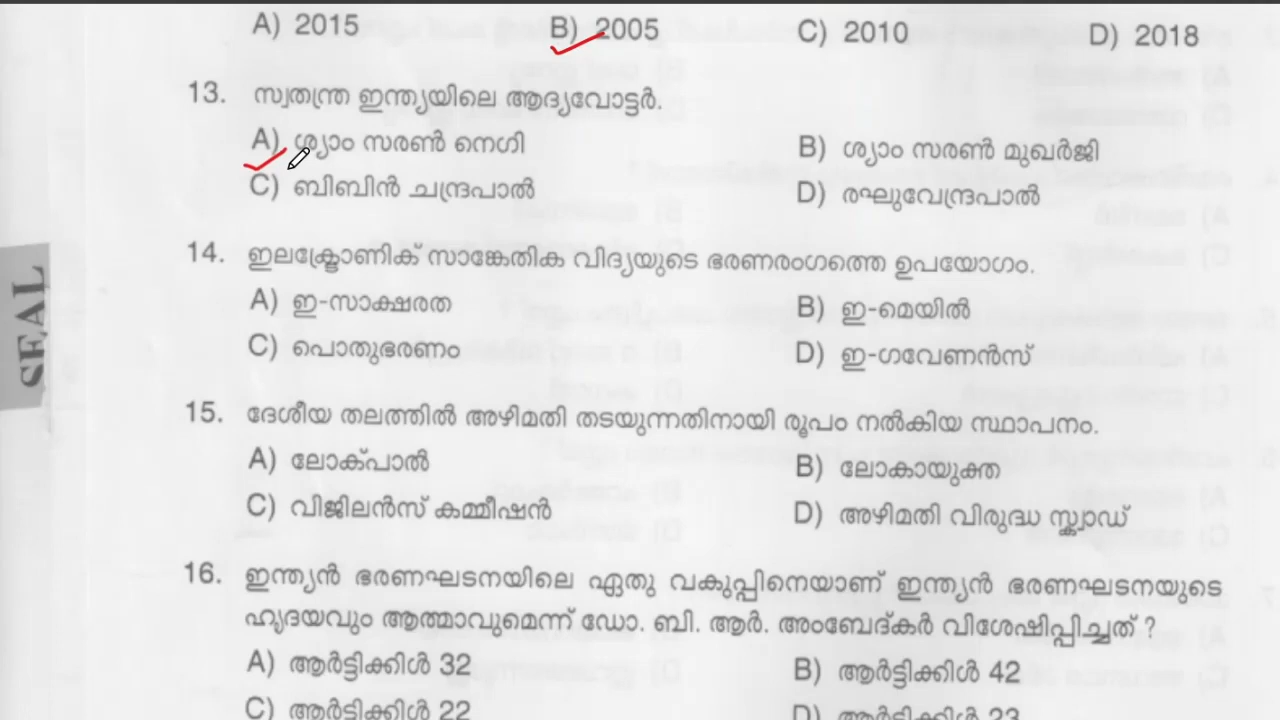 A) 2015 B) 2005 C) 2010 D) 2018
13. സ്വതന്ത്ര ഇന്ത്യയിലെ ആദ്യവോട്ടർ.
A) ശ്യാം സരൺ നെഗി B) ശ്യാം സരൺ മുഖർജി
C) ബിബിൻ ചന്ദ്രപാൽ D) രഘുവേന്ദ്രപാൽ
14. ഇലക്ട്രോണിക് സാങ്കേതിക വിദ്യയുടെ ഭരണരംഗത്തെ ഉപയോഗം.
A) ഇ-സാക്ഷരത B) ഇ-മെയിൽ
C) പൊതുഭരണം D) ഇ-ഗവേണൻസ്
15. ദേശീയ തലത്തിൽ അഴിമതി തടയുന്നതിനായി രൂപം നൽകിയ സ്ഥാപനം.
A) ലോക്പാൽ B) ലോകായുക്ത
C) വിജിലൻസ് കമ്മീഷൻ D) അഴിമതി വിരുദ്ധ സ്ക്വാഡ്
16. ഇന്ത്യൻ ഭരണഘടനയിലെ ഏതു വകുപ്പിനെയാണ് ഇന്ത്യൻ ഭരണഘടനയുടെ
ഹൃദയവും ആത്മാവുമെന്ന് ഡോ. ബി. ആർ. അംബേദ്കർ വിശേഷിപ്പിച്ചത് ?
A) ആർട്ടിക്കിൾ 32 B) ആർട്ടിക്കിൾ 42
C) ആർട്ടിക്കിൾ 22 D) ആർട്ടിക്കിൾ 23
SEAL